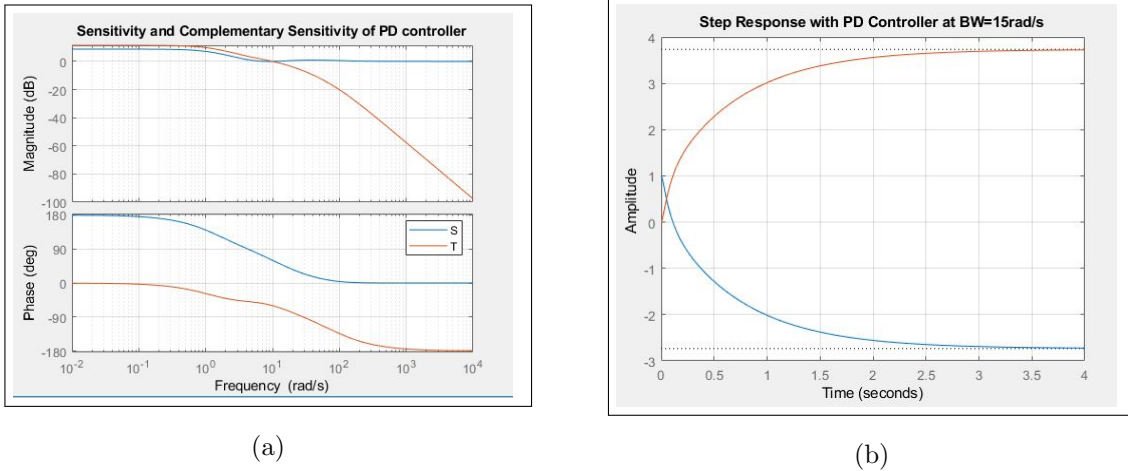 Sensitivity and Complementary Sensitivity of PD controller
Magnitude (dB)
0
-20
-40
-60
-80
-100
Phase (deg)
180
90
0
-90
-180
S
T
10^-2 10^-1 10^0 10^1 10^2 10^3 10^4
Frequency (rad/s)
(a)
Step Response with PD Controller at BW=15rad/s
Amplitude
4
3
2
1
0
-1
-2
-3
0 0.5 1 1.5 2 2.5 3 3.5 4
Time (seconds)
(b)